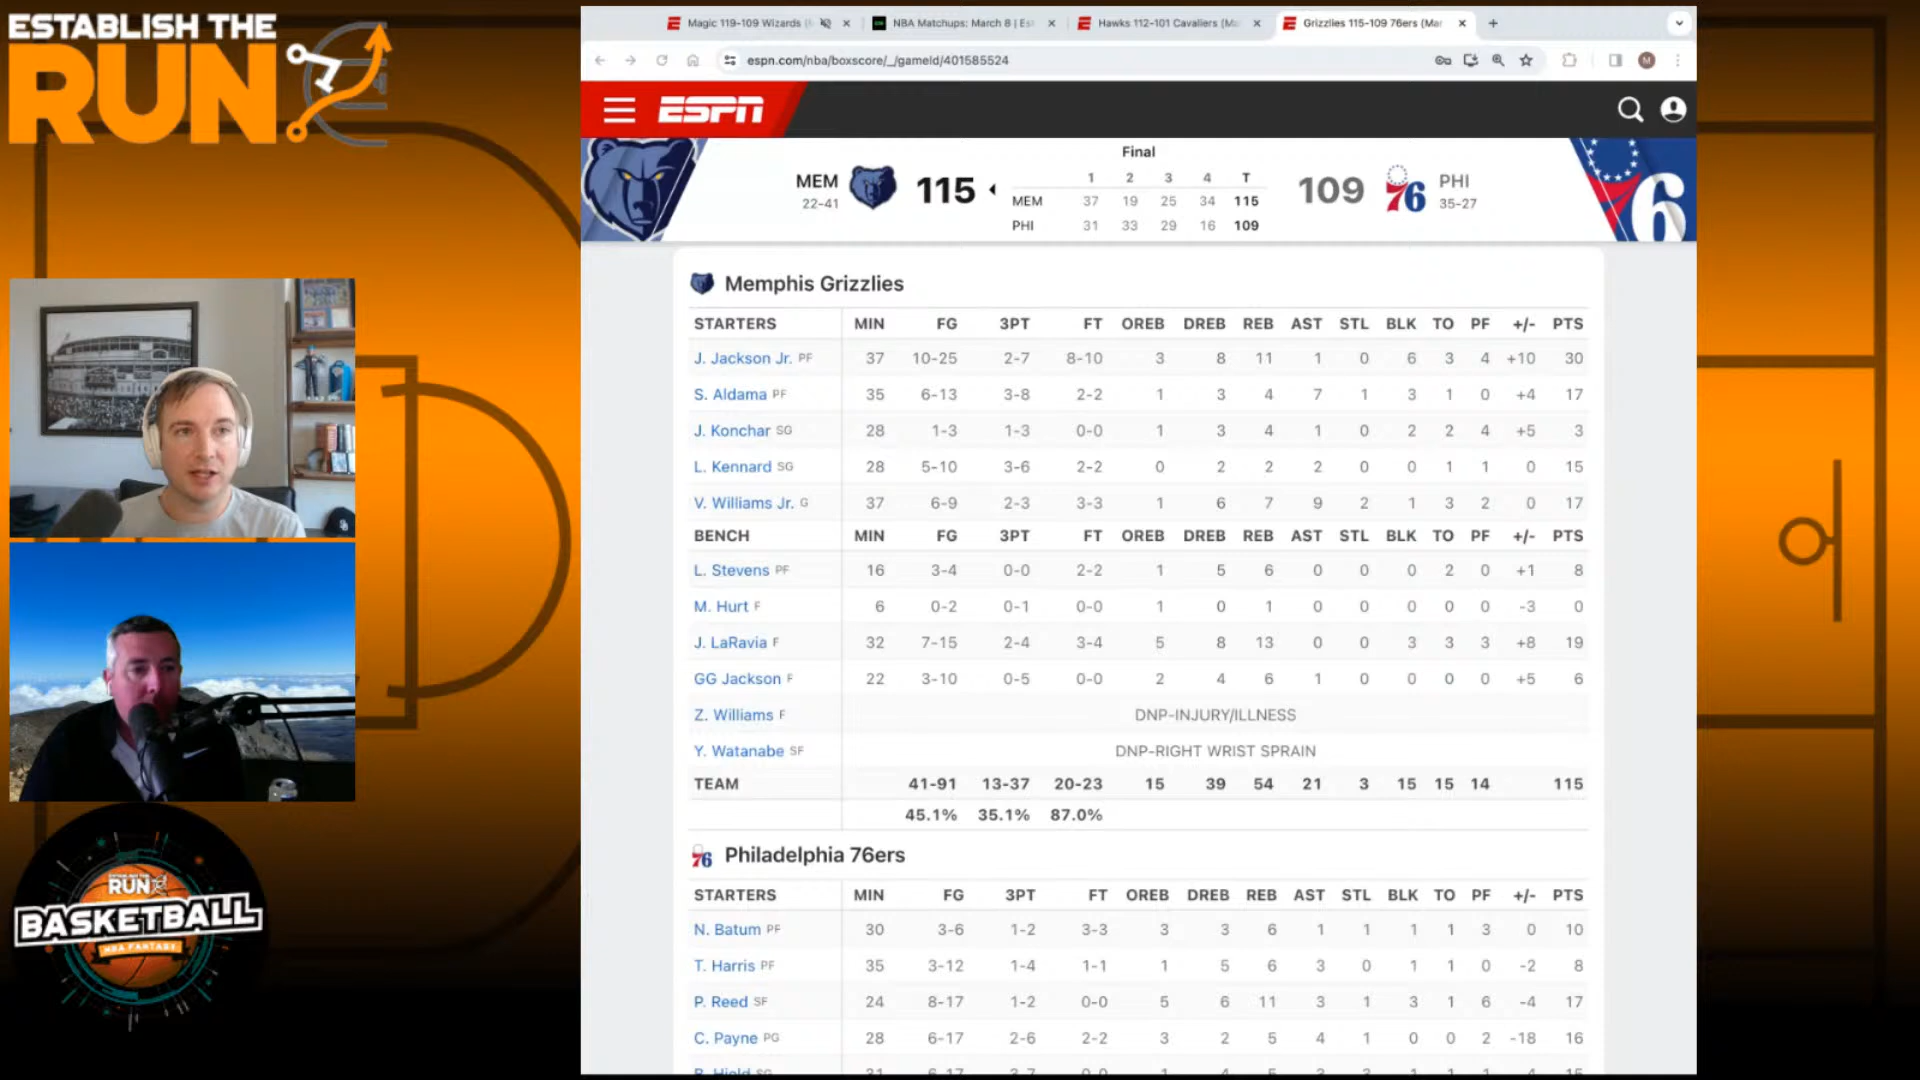 ESTABLISH THE
RUN
Magic 119-109 Wizards
NBA Matchups: March 8 | Es
Hawks 112-101 Cavaliers (Ma
Grizzlies 115-109 76ers (Mar
espn.com/nba/boxscore/_/gameId/401585524
M
ESPN
Final
MEM 115 1 2 3 4 T 109 76 PHI
22-41 MEM 37 19 25 34 115 35-27
PHI 31 33 29 16 109
Memphis Grizzlies
STARTERS MIN FG 3PT FT OREB DREB REB AST STL BLK TO PF +/- PTS
J. Jackson Jr. PF 37 10-25 2-7 8-10 3 8 11 1 0 6 3 4 +10 30
S. Aldama PF 35 6-13 3-8 2-2 1 3 4 7 1 3 1 0 +4 17
J. Konchar SG 28 1-3 1-3 0-0 1 3 4 1 0 2 2 4 +5 3
L. Kennard SG 28 5-10 3-6 2-2 0 2 2 2 0 0 1 1 0 15
V. Williams Jr. G 37 6-9 2-3 3-3 1 6 7 9 2 1 3 2 0 17
BENCH MIN FG 3PT FT OREB DREB REB AST STL BLK TO PF +/- PTS
L. Stevens PF 16 3-4 0-0 2-2 1 5 6 0 0 0 2 0 +1 8
M. Hurt F 6 0-2 0-1 0-0 1 0 1 0 0 0 0 0 -3 0
J. LaRavia F 32 7-15 2-4 3-4 5 8 13 0 0 3 3 3 +8 19
GG Jackson F 22 3-10 0-5 0-0 2 4 6 1 0 0 0 0 +5 6
Z. Williams F DNP-INJURY/ILLNESS
Y. Watanabe SF DNP-RIGHT WRIST SPRAIN
TEAM 41-91 13-37 20-23 15 39 54 21 3 15 15 14 115
45.1% 35.1% 87.0%
76 Philadelphia 76ers
STARTERS MIN FG 3PT FT OREB DREB REB AST STL BLK TO PF +/- PTS
N. Batum PF 30 3-6 1-2 3-3 3 3 6 1 1 1 1 3 0 10
T. Harris PF 35 3-12 1-4 1-1 1 5 6 3 0 1 1 0 -2 8
P. Reed SF 24 8-17 1-2 0-0 5 6 11 3 1 3 1 6 -4 17
C. Payne PG 28 6-17 2-6 2-2 3 2 5 4 1 0 0 2 -18 16
ESTABLISH THE
RUN
BASKETBALL
NBA FANTASY